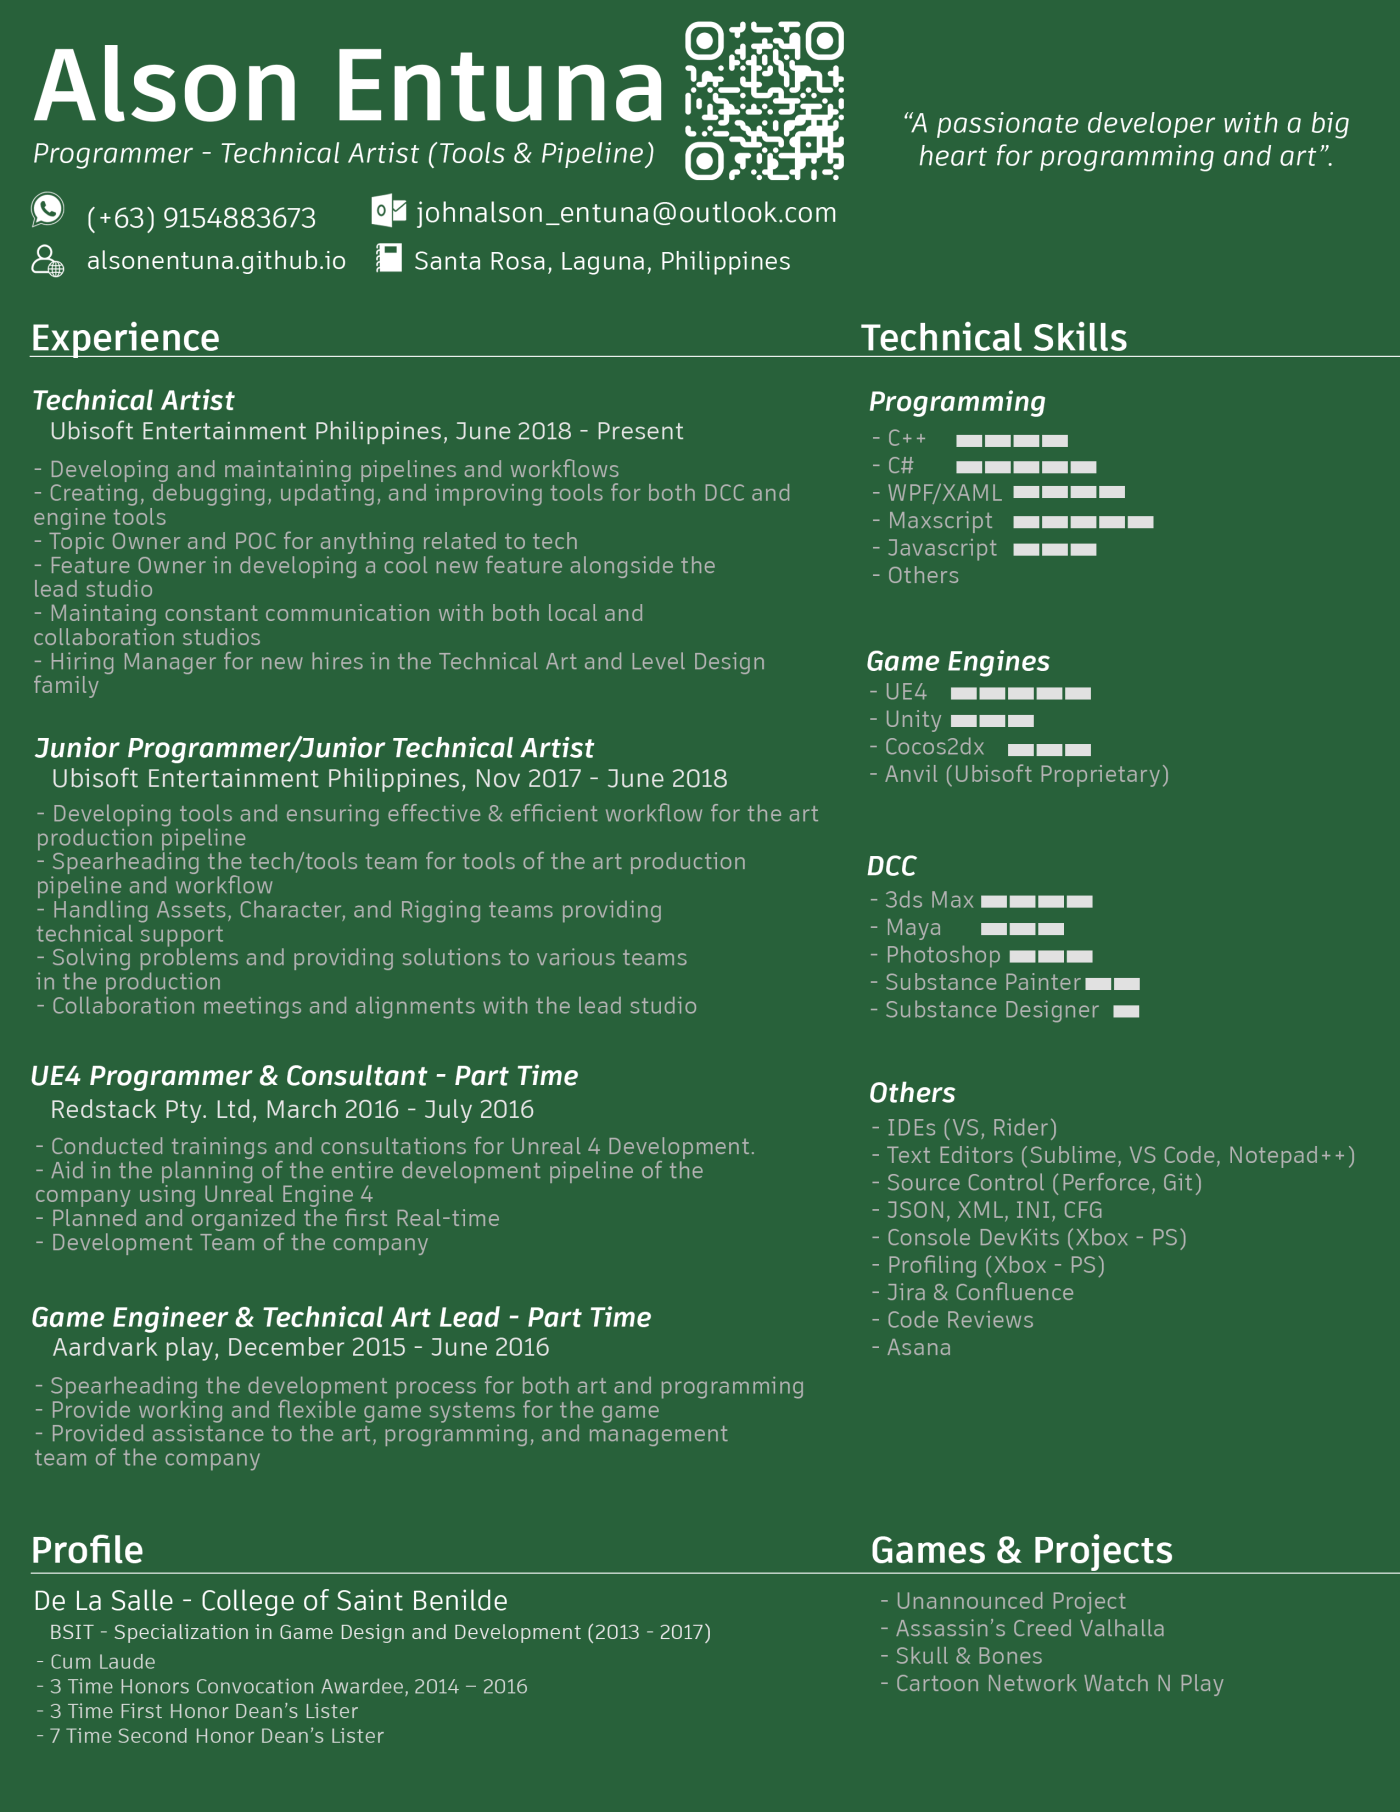 Alson Entuna
Programmer - Technical Artist (Tools & Pipeline)
“A passionate developer with a big
heart for programming and art”.
(+63) 9154883673
johnalson_entuna@outlook.com
alsonentuna.github.io
Santa Rosa, Laguna, Philippines
Experience
Technical Artist
Ubisoft Entertainment Philippines, June 2018 - Present
- Developing and maintaining pipelines and workflows
- Creating, debugging, updating, and improving tools for both DCC and
engine tools
- Topic Owner and POC for anything related to tech
- Feature Owner in developing a cool new feature alongside the
lead studio
- Maintaing constant communication with both local and
collaboration studios
- Hiring Manager for new hires in the Technical Art and Level Design
family
Junior Programmer/Junior Technical Artist
Ubisoft Entertainment Philippines, Nov 2017 - June 2018
- Developing tools and ensuring effective & efficient workflow for the art
production pipeline
- Spearheading the tech/tools team for tools of the art production
pipeline and workflow
- Handling Assets, Character, and Rigging teams providing
technical support
- Solving problems and providing solutions to various teams
in the production
- Collaboration meetings and alignments with the lead studio
UE4 Programmer & Consultant - Part Time
Redstack Pty. Ltd, March 2016 - July 2016
- Conducted trainings and consultations for Unreal 4 Development.
- Aid in the planning of the entire development pipeline of the
company using Unreal Engine 4
- Planned and organized the first Real-time
- Development Team of the company
Game Engineer & Technical Art Lead - Part Time
Aardvark play, December 2015 - June 2016
- Spearheading the development process for both art and programming
- Provide working and flexible game systems for the game
- Provided assistance to the art, programming, and management
team of the company
Technical Skills
Programming
- C++
- C#
- WPF/XAML
- Maxscript
- Javascript
- Others
Game Engines
- UE4
- Unity
- Cocos2dx
- Anvil (Ubisoft Proprietary)
DCC
- 3ds Max
- Maya
- Photoshop
- Substance Painter
- Substance Designer
Others
- IDEs (VS, Rider)
- Text Editors (Sublime, VS Code, Notepad++)
- Source Control (Perforce, Git)
- JSON, XML, INI, CFG
- Console DevKits (Xbox - PS)
- Profiling (Xbox - PS)
- Jira & Confluence
- Code Reviews
- Asana
Profile
De La Salle - College of Saint Benilde
BSIT - Specialization in Game Design and Development (2013 - 2017)
- Cum Laude
- 3 Time Honors Convocation Awardee, 2014 – 2016
- 3 Time First Honor Dean’s Lister
- 7 Time Second Honor Dean’s Lister
Games & Projects
- Unannounced Project
- Assassin’s Creed Valhalla
- Skull & Bones
- Cartoon Network Watch N Play